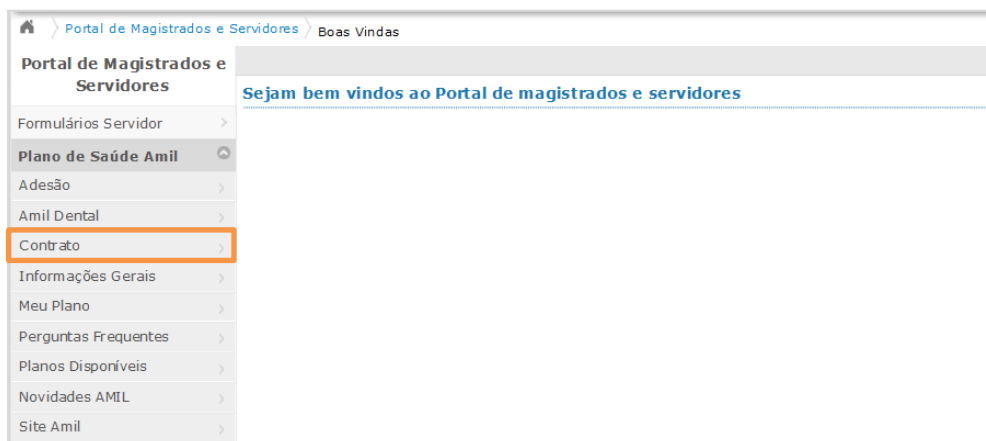 Portal de Magistrados e Servidores Boas Vindas
Portal de Magistrados e
Servidores
Sejam bem vindos ao Portal de magistrados e servidores
Formulários Servidor
Plano de Saúde Amil
Adesão
Amil Dental
Contrato
Informações Gerais
Meu Plano
Perguntas Frequentes
Planos Disponíveis
Novidades AMIL
Site Amil